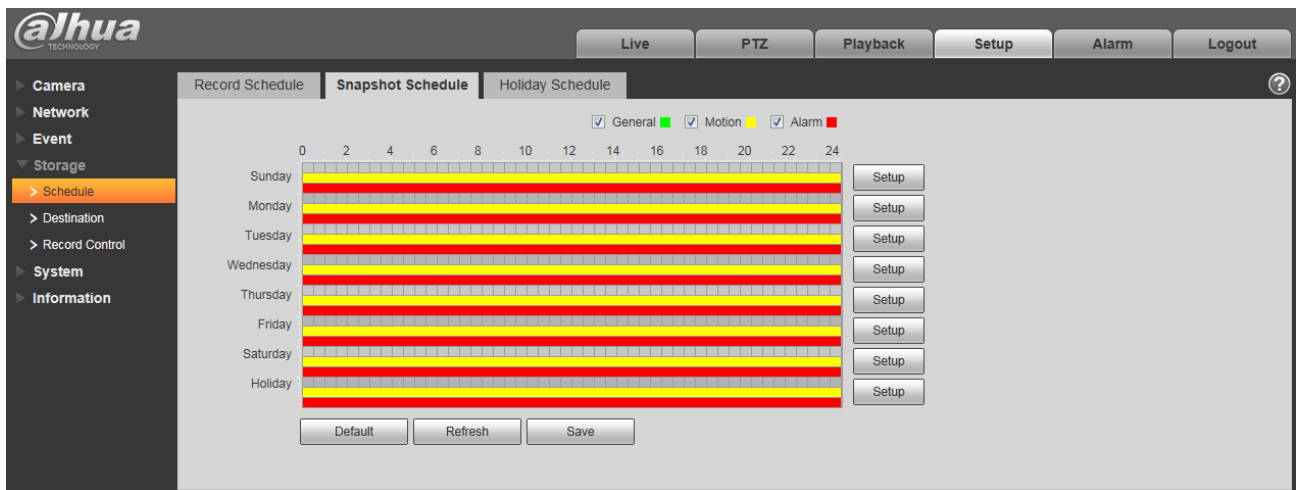 alhua
TECHNOLOGY
Live PTZ Playback Setup Alarm Logout
Camera
Network
Event
Storage
> Schedule
> Destination
> Record Control
System
Information
Record Schedule Snapshot Schedule Holiday Schedule ?
General Motion Alarm
0 2 4 6 8 10 12 14 16 18 20 22 24
Sunday Setup
Monday Setup
Tuesday Setup
Wednesday Setup
Thursday Setup
Friday Setup
Saturday Setup
Holiday Setup
Default Refresh Save